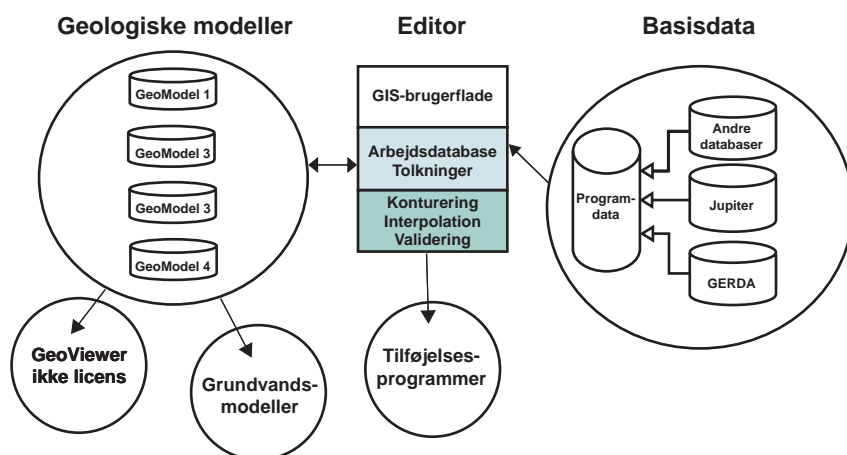 Geologiske modeller
GeoModel 1
GeoModel 3
GeoModel 3
GeoModel 4
GeoViewer
ikke licens
Grundvands-
modeller
Editor
GIS-brugerflade
Arbejdsdatabase
Tolkninger
Konturering
Interpolation
Validering
Tilføjelses-
programmer
Basisdata
Program-
data
Andre
databaser
Jupiter
GERDA